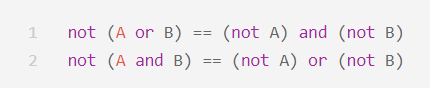 1 not (A or B) == (not A) and (not B)
2 not (A and B) == (not A) or (not B)